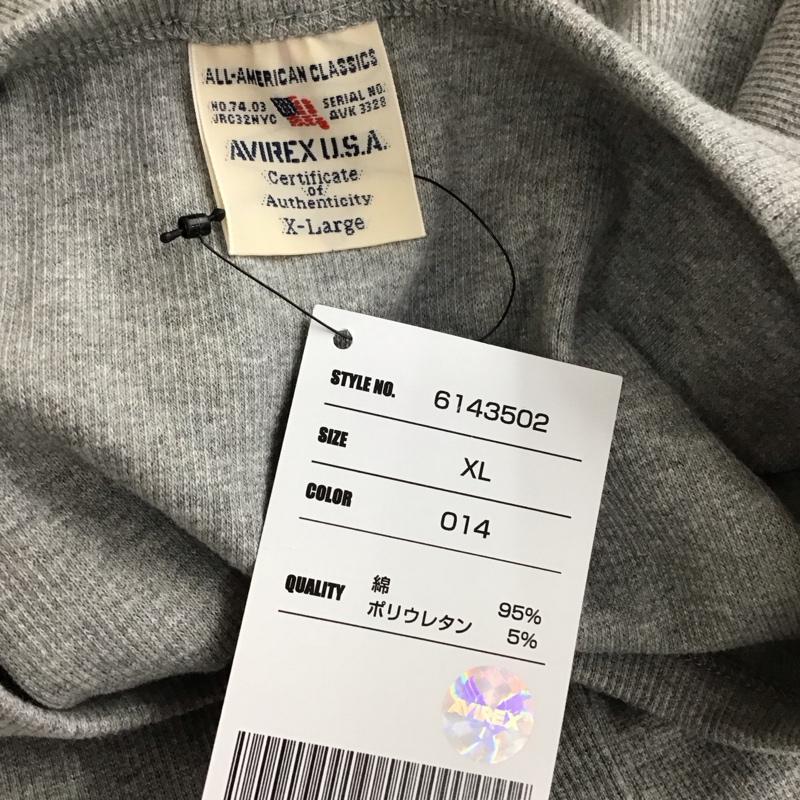 ALL-AMERICAN CLASSICS
NO.74.03 SERIAL NO.
JRC32NYC AVK 3328
AVIREX U.S.A.
Certificate
of
Authenticity
X-Large
STYLE NO. 6143502
SIZE XL
COLOR 014
QUALITY 綿 95%
ポリウレタン 5%
AVIREX